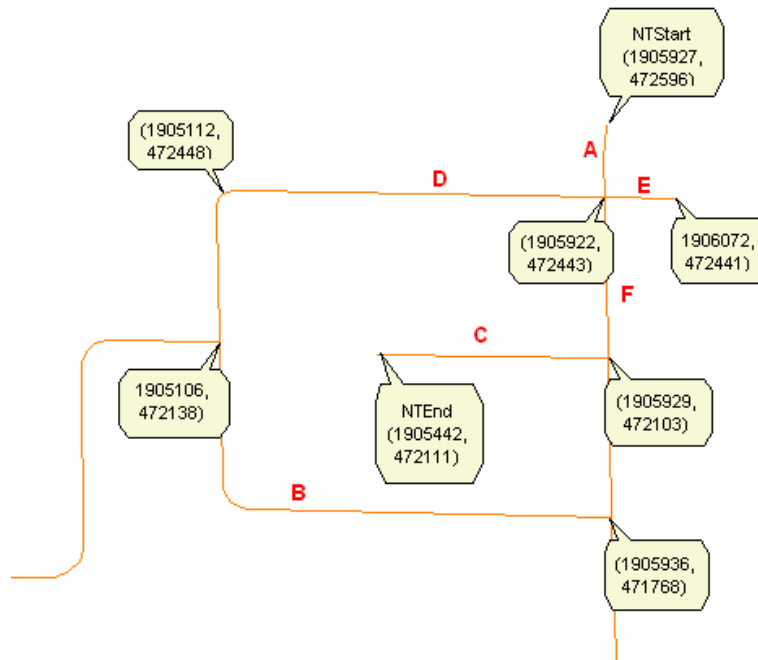 NTStart
(1905927,
472596)
(1905112,
472448)
A
D
E
(1905922,
472443)
1906072,
472441)
F
C
1905106,
472138)
NTEnd
(1905442,
472111)
(1905929,
472103)
B
(1905936,
471768)